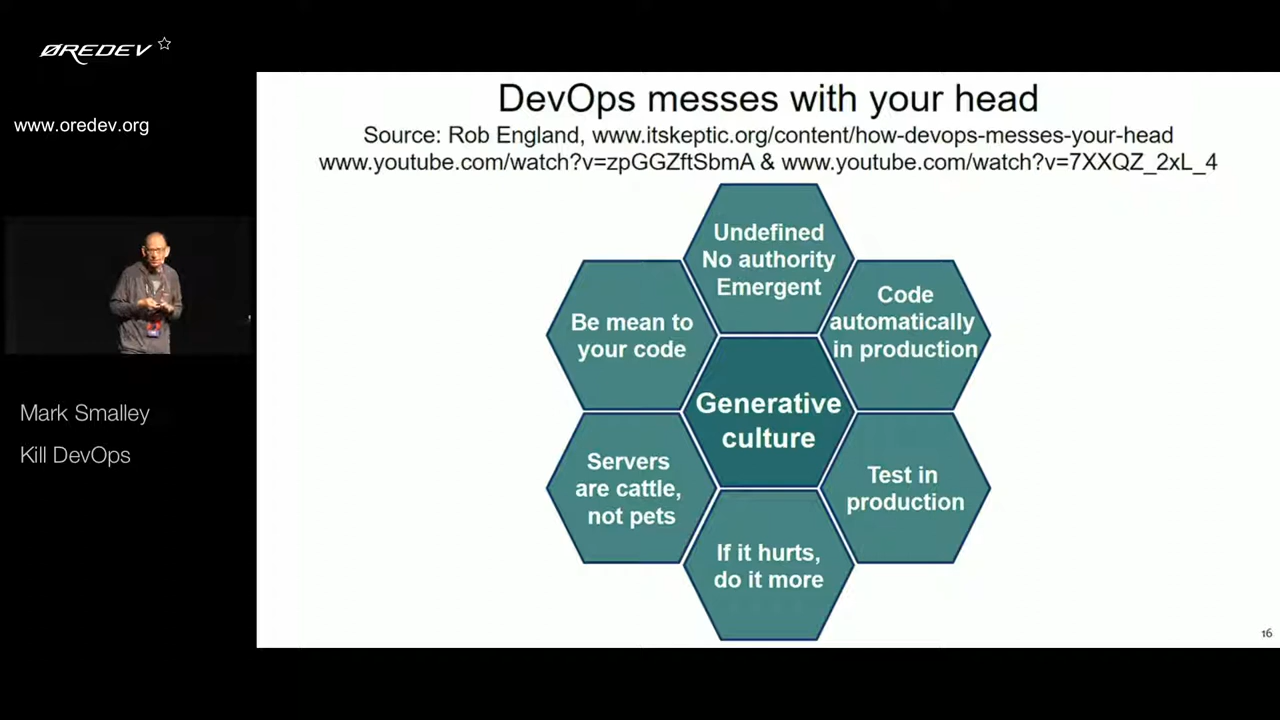 ØREDEV
www.oredev.org
Mark Smalley
Kill DevOps
DevOps messes with your head
Source: Rob England, www.itskeptic.org/content/how-devops-messes-your-head
www.youtube.com/watch?v=zpGGZftSbmA & www.youtube.com/watch?v=7XXQZ_2xL_4
Undefined
No authority
Emergent
Code
automatically
in production
Test in
production
If it hurts,
do it more
Servers
are cattle,
not pets
Be mean to
your code
Generative
culture
16